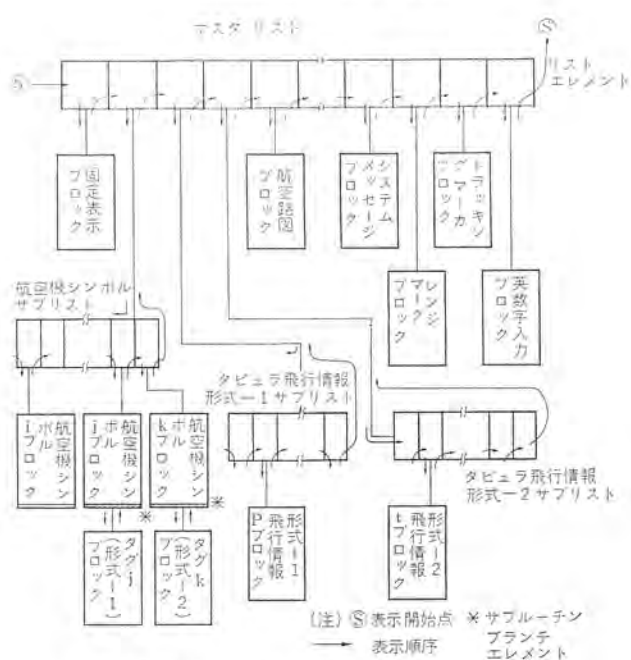 マスタ リスト
Ⓢ
Ⓢ
リスト
エレメント
固定表示
ブロック
航空路図
ブロック
システム
メッセージ
ブロック
トラッキン
グマーカ
ブロック
レンジ
マーク
ブロック
英数字入力
ブロック
航空機シンボル
サブリスト
タビュラ飛行情報
形式－1サブリスト
タビュラ飛行情報
形式－2サブリスト
航空機シン
ボル
iブロック
航空機シン
ボル
jブロック
航空機シン
ボル
kブロック
*
*
タグj
(形式－1)
ブロック
タグk
(形式－2)
ブロック
形式－1
飛行情報
Pブロック
形式－2
飛行情報
tブロック
(注) Ⓢ表示開始点 *サブルーチン
ブランチ
エレメント
→ 表示順序